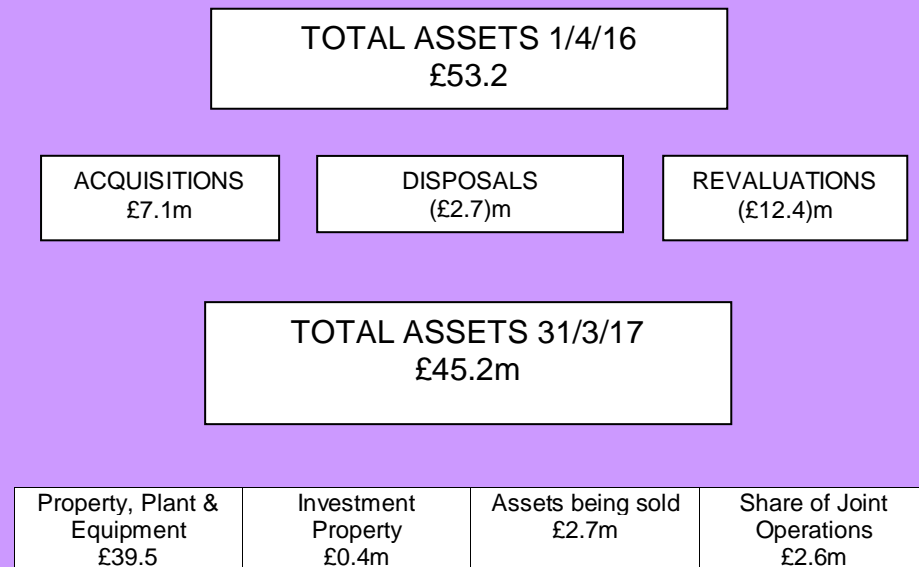 TOTAL ASSETS 1/4/16
£53.2
ACQUISITIONS
£7.1m
DISPOSALS
(£2.7)m
REVALUATIONS
(£12.4)m
TOTAL ASSETS 31/3/17
£45.2m
Property, Plant &
Equipment
£39.5
Investment
Property
£0.4m
Assets being sold
£2.7m
Share of Joint
Operations
£2.6m